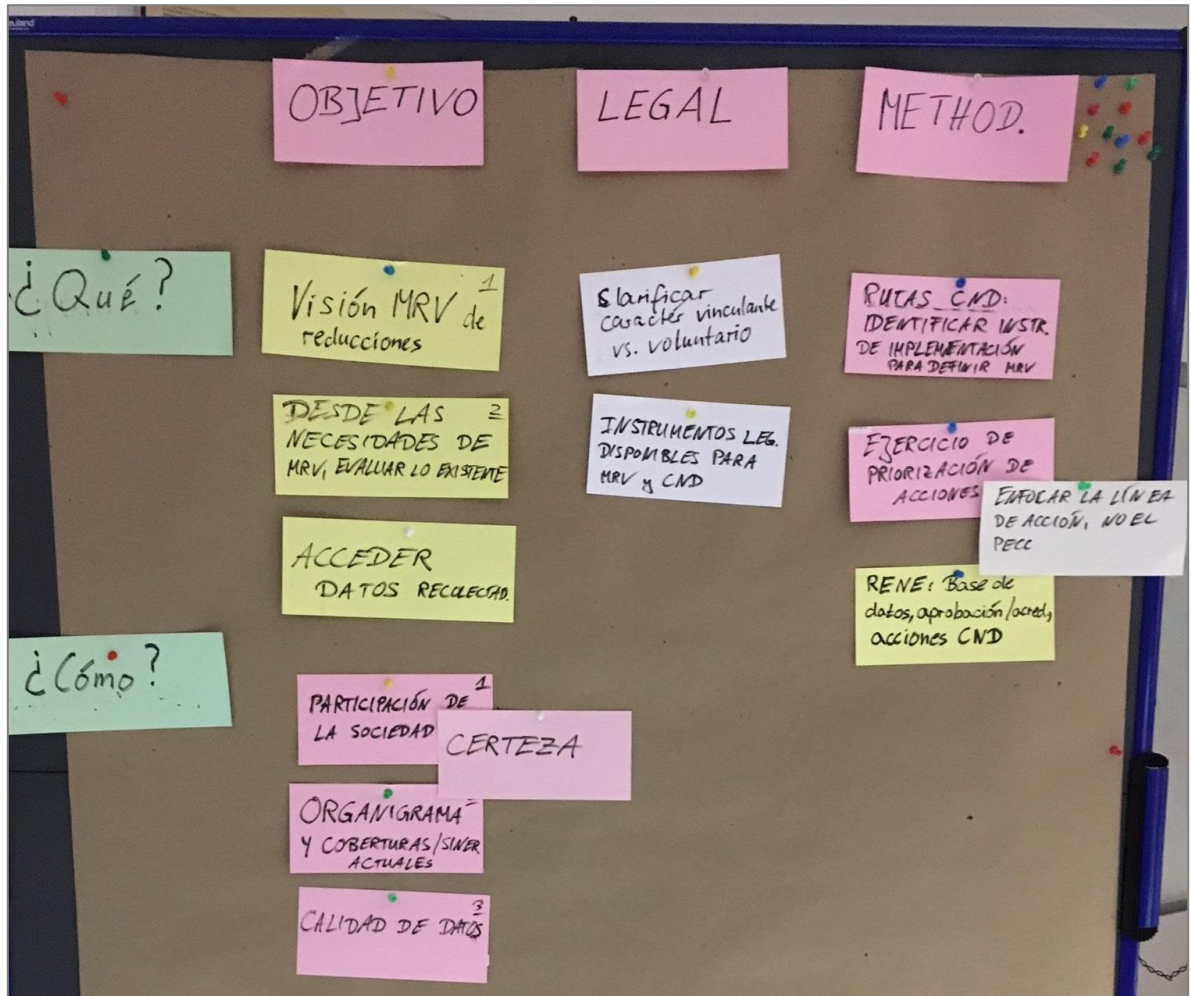 OBJETIVO
LEGAL
METHOD.
¿Qué?
Visión MRV de
reducciones
1
DESDE LAS
NECESIDADES DE
MRV, EVALUAR LO EXISTENTE
2
ACCEDER
DATOS RECOLECTAD.
Clarificar
caracter vinculante
vs. voluntario
INSTRUMENTOS LEG.
DISPONIBLES PARA
MRV y CND
RUTAS CND:
IDENTIFICAR INSTR.
DE IMPLEMENTACIÓN
PARA DEFINIR MRV
EJERCICIO DE
PRIORIZACIÓN DE
ACCIONES
ENFOCAR LA LÍNEA
DE ACCIÓN, NO EL
PECC
RENE: Base de
datos, aprobación/acred,
acciones CND
¿Cómo?
PARTICIPACIÓN DE
LA SOCIEDAD
1
CERTEZA
ORGANIGRAMA
Y COBERTURAS/SINER
ACTUALES
CALIDAD DE DATOS
3